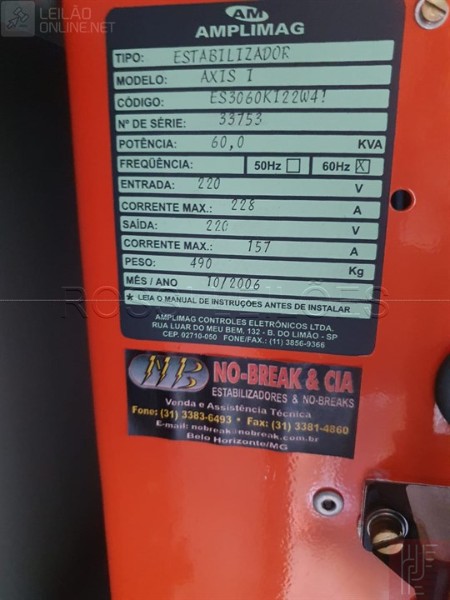 LEILÃO
ONLINE.NET
AM
AMPLIMAG
TIPO: ESTABILIZADOR
MODELO: AXIS I
CÓDIGO: ES3060KI22W41
Nº DE SÉRIE: 33753
POTÊNCIA: 60,0 KVA
FREQÜÊNCIA: 50Hz 60Hz X
ENTRADA: 220 V
CORRENTE MAX.: 228 A
SAÍDA: 220 V
CORRENTE MAX.: 157 A
PESO: 490 Kg
MÊS / ANO 10/2006
★ LEIA O MANUAL DE INSTRUÇÕES ANTES DE INSTALAR.
AMPLIMAG CONTROLES ELETRÔNICOS LTDA.
RUA LUAR DO MEU BEM, 132 - B. DO LIMÃO - SP
CEP. 02710-050 FONE/FAX.: (11) 3856-9366
NB NO-BREAK & CIA
ESTABILIZADORES & NO-BREAKS
Venda e Assistência Técnica
Fone: (31) 3383-6493 * Fax: (31) 3381-4860
E-mail: nobreak@nobreak.com.br
Belo Horizonte/MG